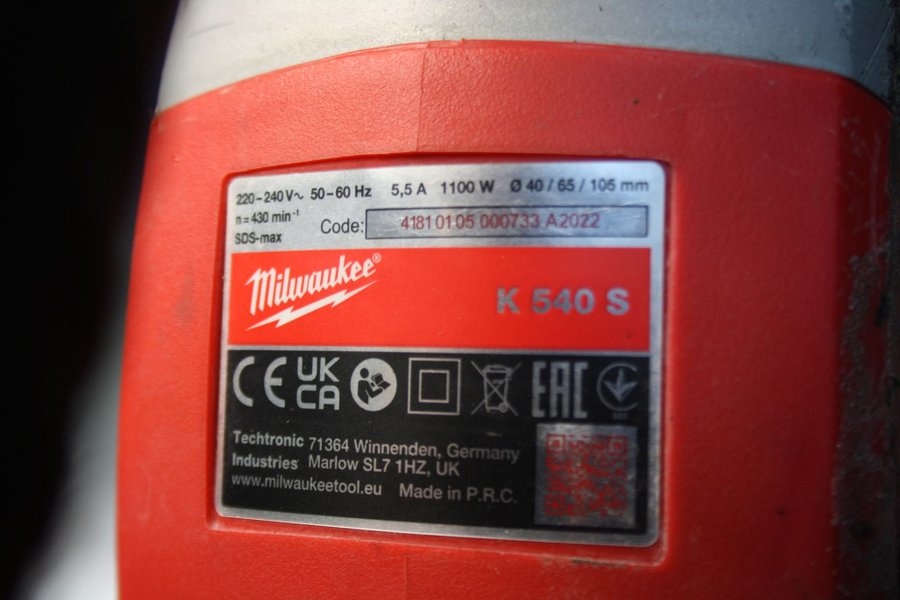 220-240V~ 50-60 Hz 5,5 A 1100 W Ø 40 / 65 / 105 mm
n = 430 min⁻¹
Code: 4181 01 05 000733 A2022
SDS-max
Milwaukee®
K 540 S
CE UK CA EAC
Techtronic Industries
71364 Winnenden, Germany
Marlow SL7 1HZ, UK
www.milwaukeetool.eu Made in P.R.C.